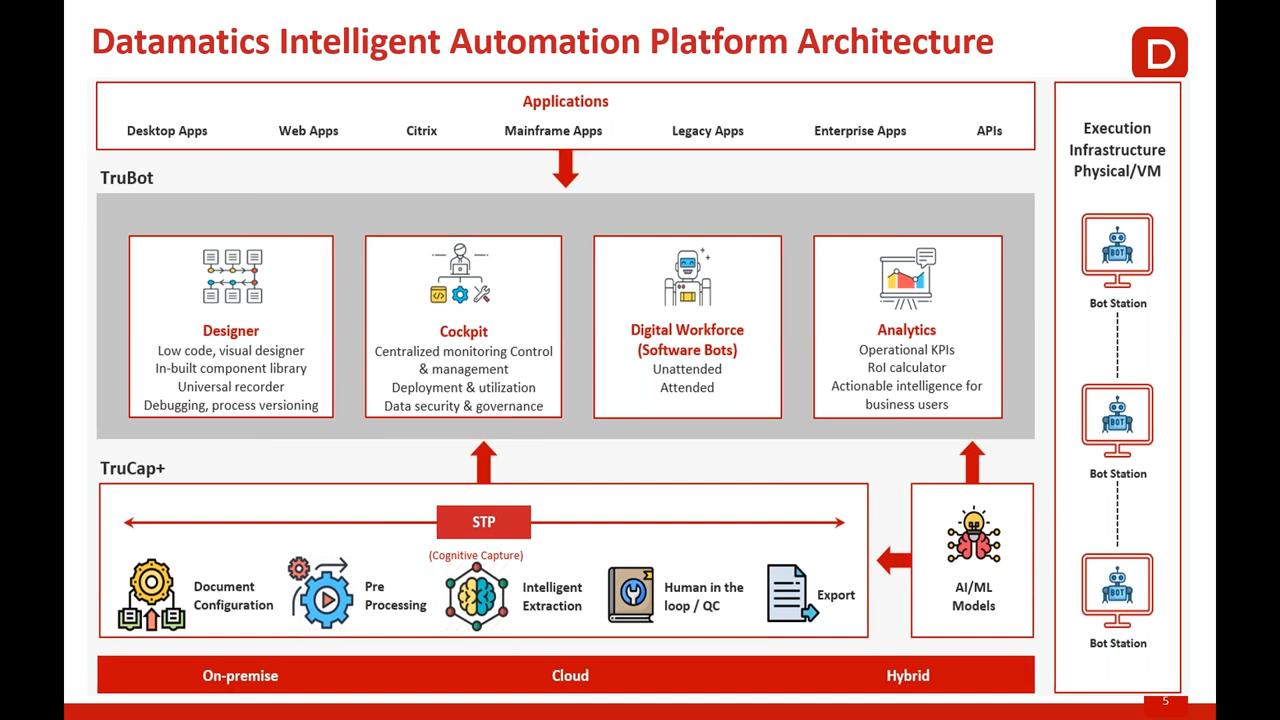 Datamatics Intelligent Automation Platform Architecture
D
Applications
Desktop Apps
Web Apps
Citrix
Mainframe Apps
Legacy Apps
Enterprise Apps
APIs
TruBot
Designer
Low code, visual designer
In-built component library
Universal recorder
Debugging, process versioning
Cockpit
Centralized monitoring Control
& management
Deployment & utilization
Data security & governance
Digital Workforce
(Software Bots)
Unattended
Attended
Analytics
Operational KPIs
RoI calculator
Actionable intelligence for
business users
TruCap+
STP
(Cognitive Capture)
Document
Configuration
Pre
Processing
Intelligent
Extraction
Human in the
loop / QC
Export
AI/ML
Models
On-premise
Cloud
Hybrid
Execution
Infrastructure
Physical/VM
BOT
Bot Station
BOT
Bot Station
BOT
Bot Station
5